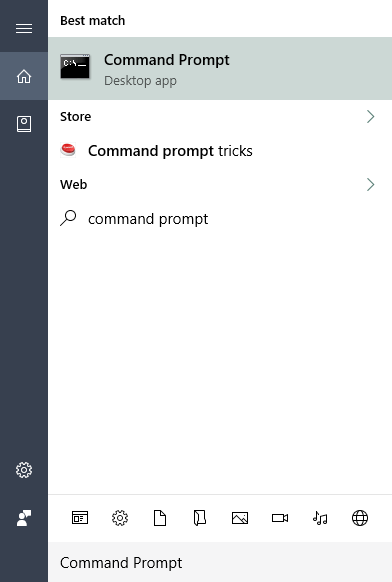 Best match
Command Prompt
Desktop app
Store
Command prompt tricks
Web
command prompt
Command Prompt